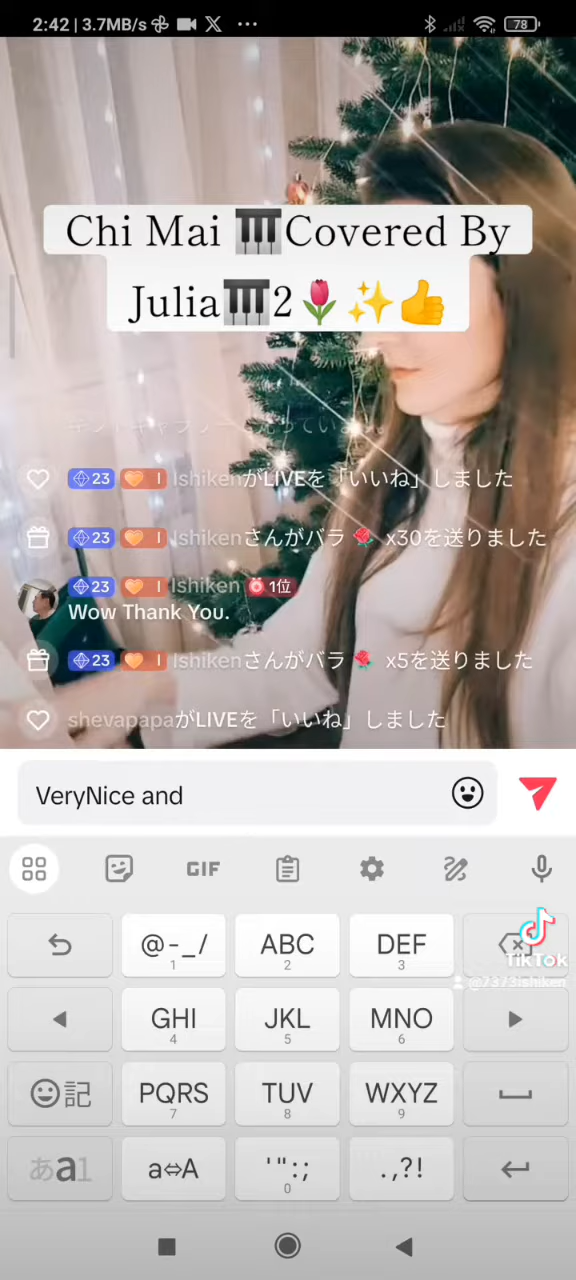 2:42 | 3.7MB/s
78
Chi Mai 🎹Covered By
Julia🎹2🌷✨👍
23 I IshikenがLIVEを「いいね」しました
23 I Ishikenさんがバラ🌹 x30を送りました
23 I Ishiken 1位
Wow Thank You.
23 I Ishikenさんがバラ🌹 x5を送りました
shevapapaがLIVEを「いいね」しました
VeryNice and
GIF
@-_/ 1
ABC 2
DEF 3
TikTok
@7373ishiken
GHI 4
JKL 5
MNO 6
記
PQRS 7
TUV 8
WXYZ 9
あa1
a⇔A
'":; 0
.,?!